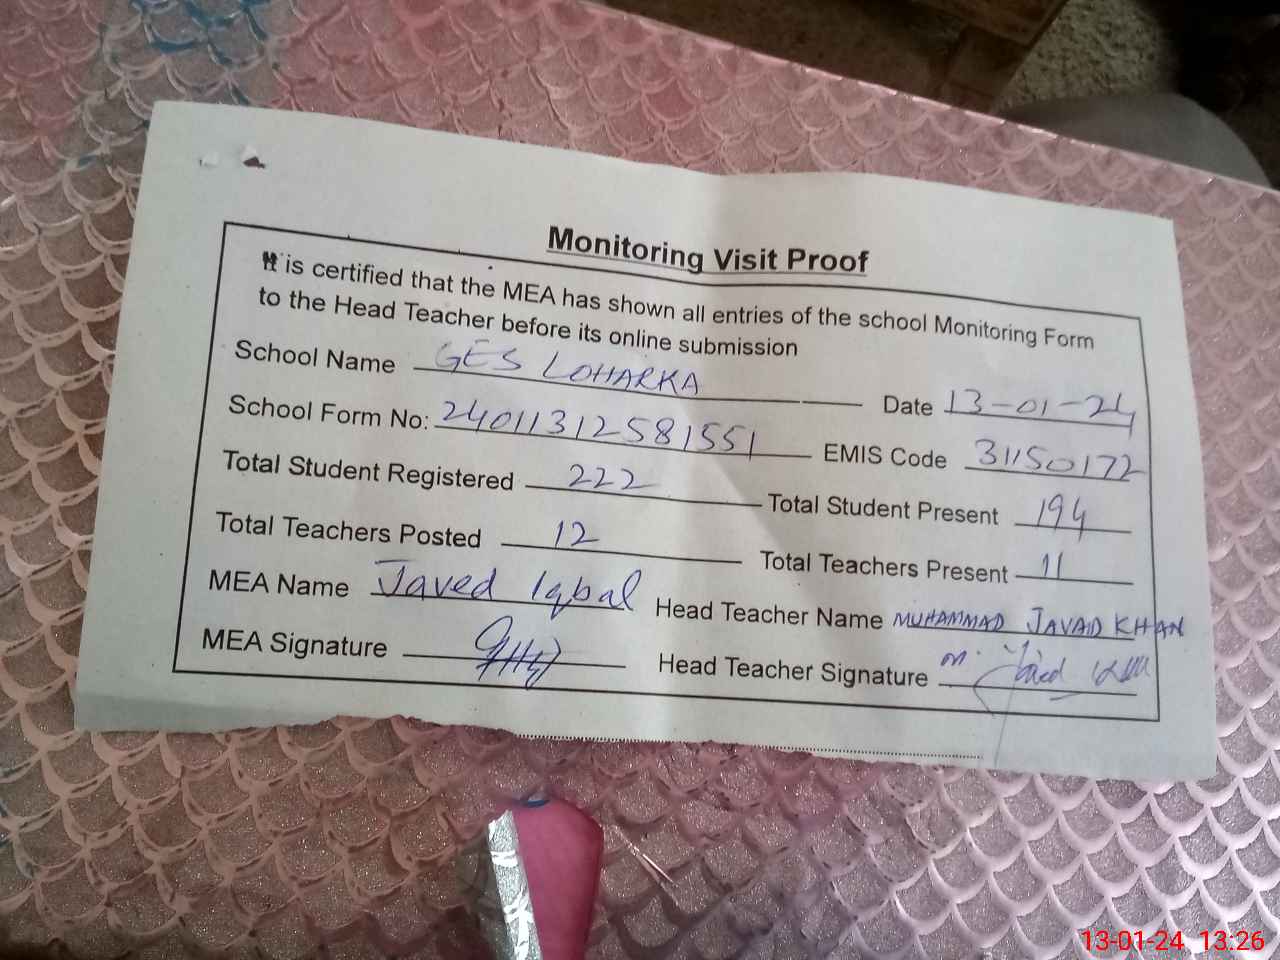 Monitoring Visit Proof
It is certified that the MEA has shown all entries of the school Monitoring Form
to the Head Teacher before its online submission
School Name GES LOHARKA Date 13-01-24
School Form No: 24011312581551 EMIS Code 31150172
Total Student Registered 222 Total Student Present 194
Total Teachers Posted 12 Total Teachers Present 11
MEA Name Javed Iqbal Head Teacher Name MUHAMMAD JAVAD KHAN
MEA Signature Head Teacher Signature
13-01-24 13:26